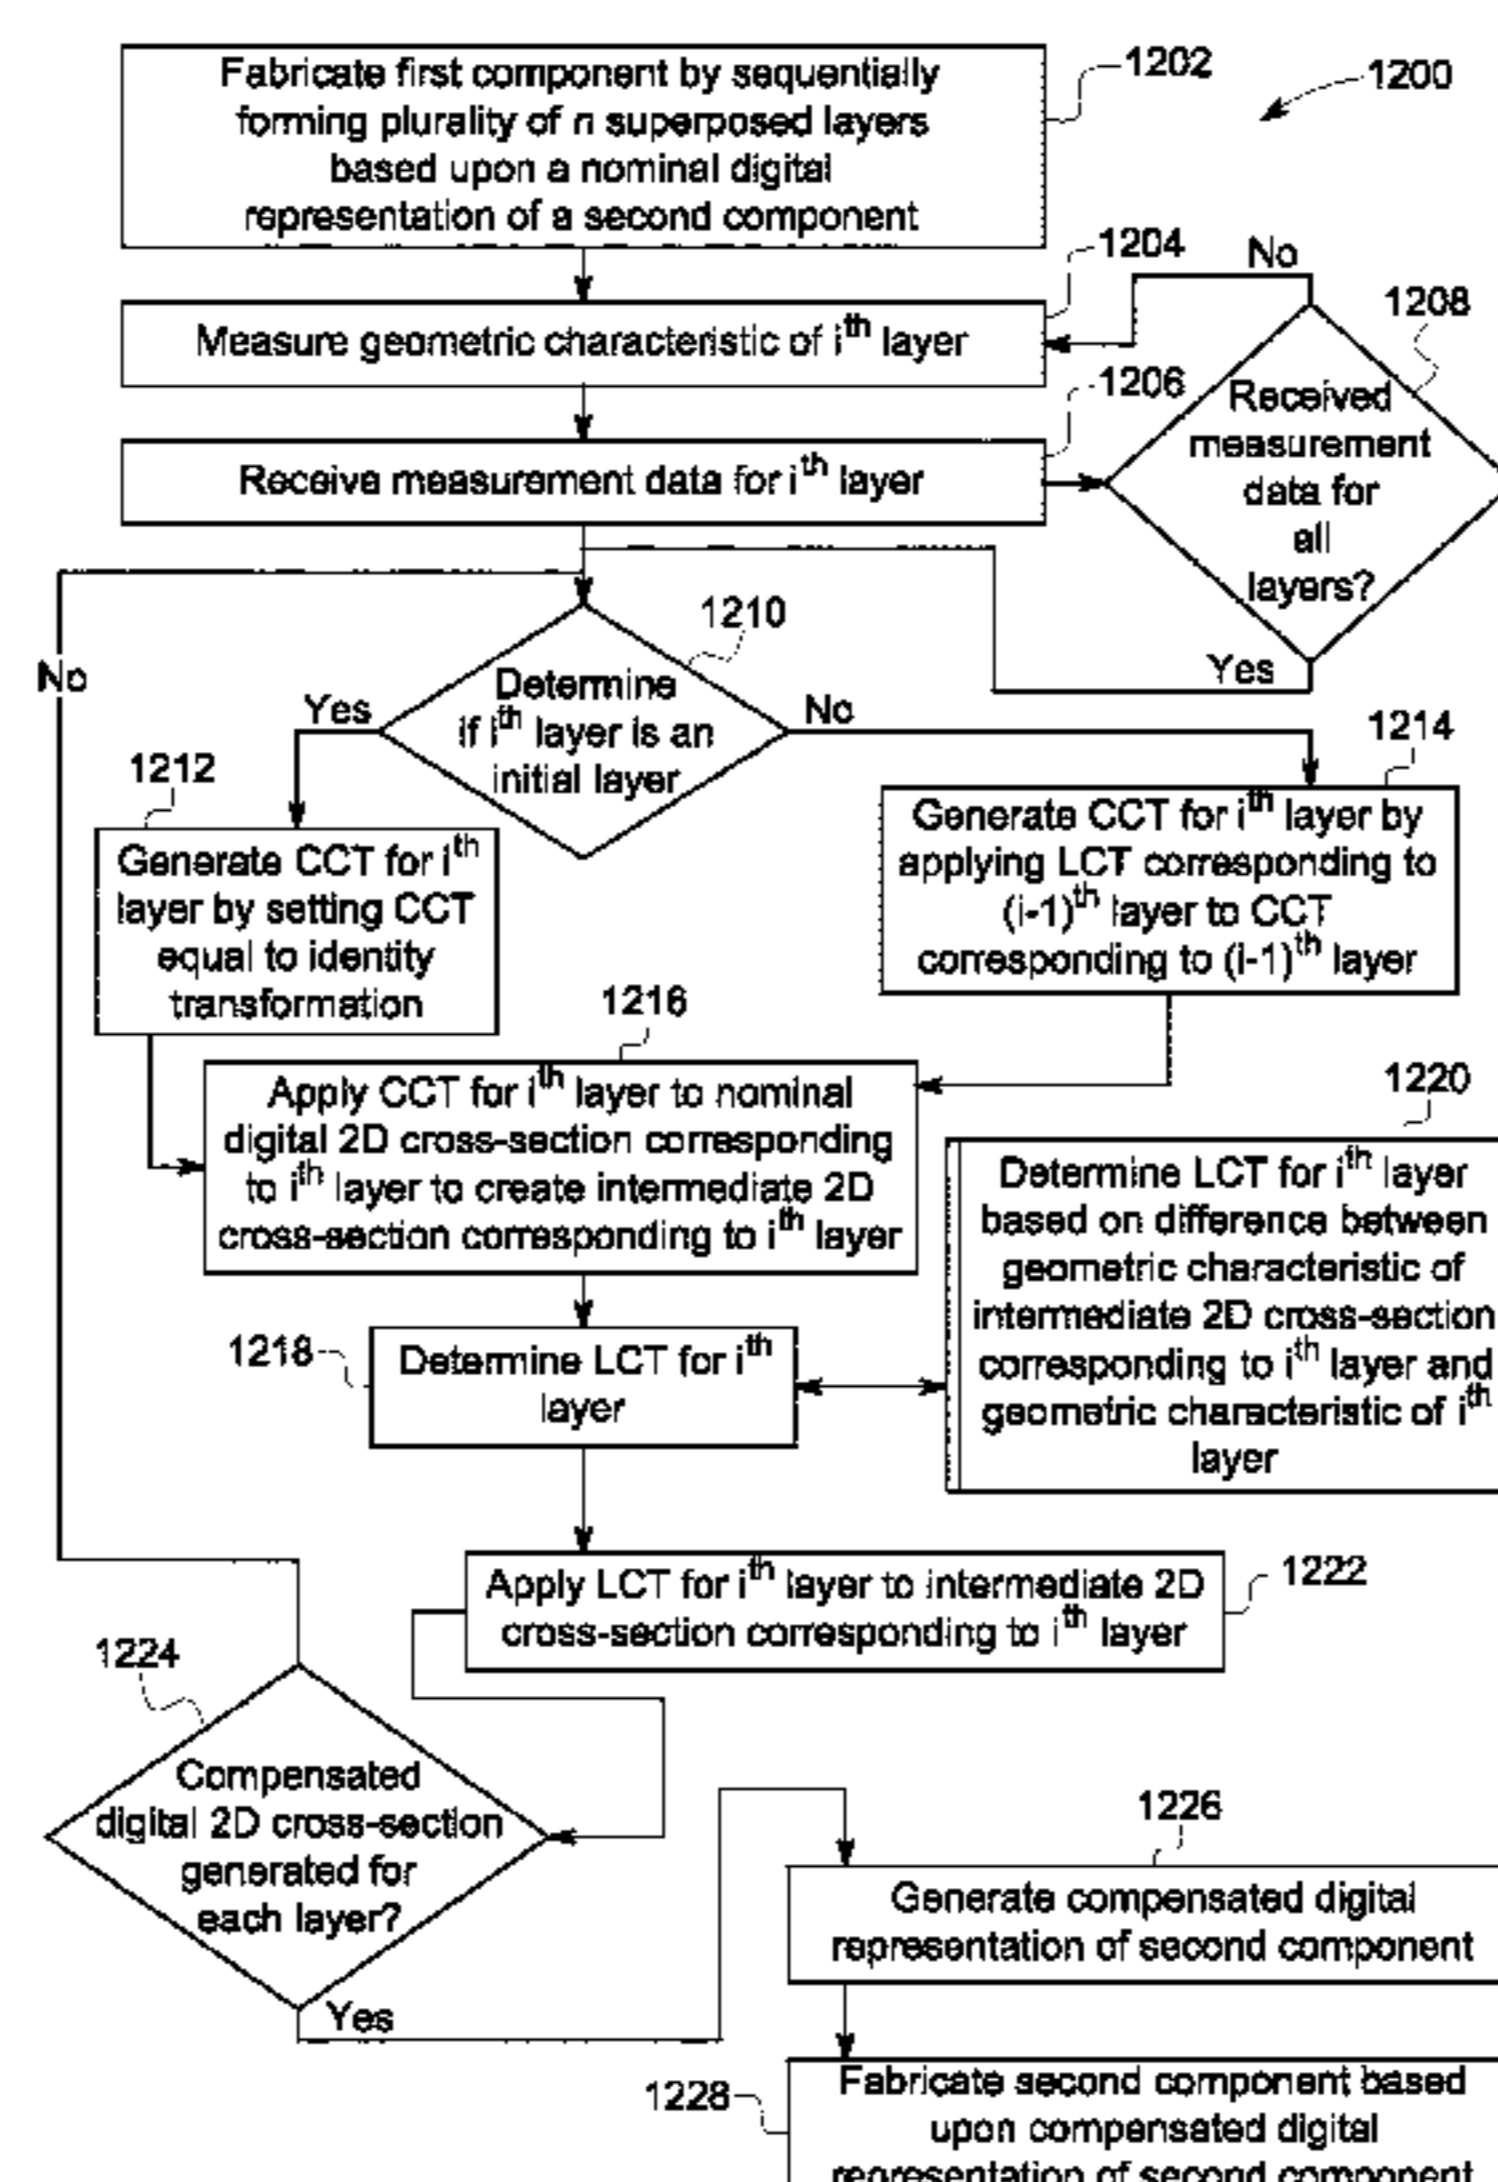 Fabricate first component by sequentially
forming plurality of n superposed layers
based upon a nominal digital
representation of a second component
1202
1200
1204
Measure geometric characteristic of ith layer
No
1208
1206
Receive measurement data for ith layer
Received
measurement
data for
all
layers?
Yes
No
1210
Determine
if ith layer is an
initial layer
Yes
No
1212
Generate CCT for ith
layer by setting CCT
equal to identity
transformation
1214
Generate CCT for ith layer by
applying LCT corresponding to
(i-1)th layer to CCT
corresponding to (i-1)th layer
1216
Apply CCT for ith layer to nominal
digital 2D cross-section corresponding
to ith layer to create intermediate 2D
cross-section corresponding to ith layer
1220
Determine LCT for ith layer
based on difference between
geometric characteristic of
intermediate 2D cross-section
corresponding to ith layer and
geometric characteristic of ith
layer
1218
Determine LCT for ith
layer
Apply LCT for ith layer to intermediate 2D
cross-section corresponding to ith layer
1222
1224
Compensated
digital 2D cross-section
generated for
each layer?
Yes
1226
Generate compensated digital
representation of second component
1228
Fabricate second component based
upon compensated digital
representation of second component